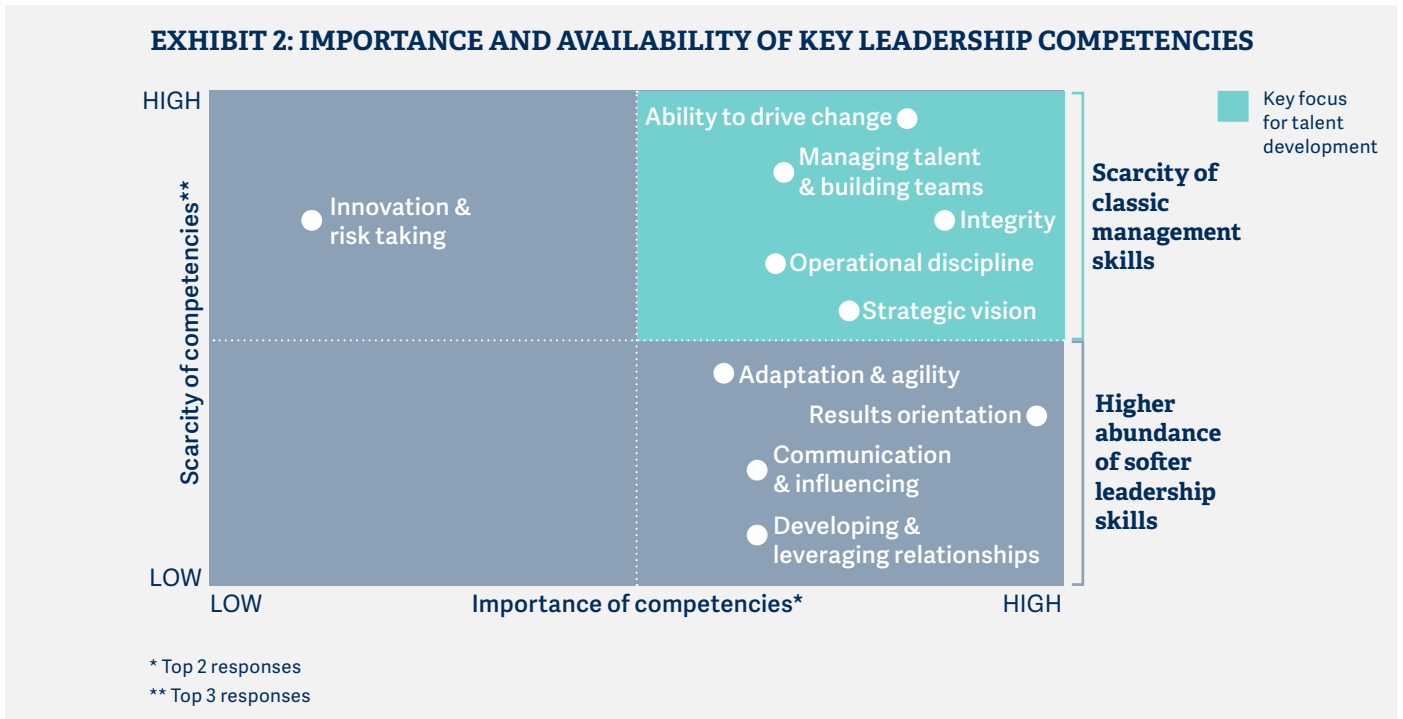 EXHIBIT 2: IMPORTANCE AND AVAILABILITY OF KEY LEADERSHIP COMPETENCIES
HIGH
Scarcity of competencies**
LOW
Ability to drive change
Managing talent
& building teams
Innovation &
risk taking
Integrity
Operational discipline
Strategic vision
Adaptation & agility
Results orientation
Communication
& influencing
Developing &
leveraging relationships
Scarcity of
classic
management
skills
Higher
abundance
of softer
leadership
skills
Key focus
for talent
development
LOW
Importance of competencies*
HIGH
* Top 2 responses
** Top 3 responses